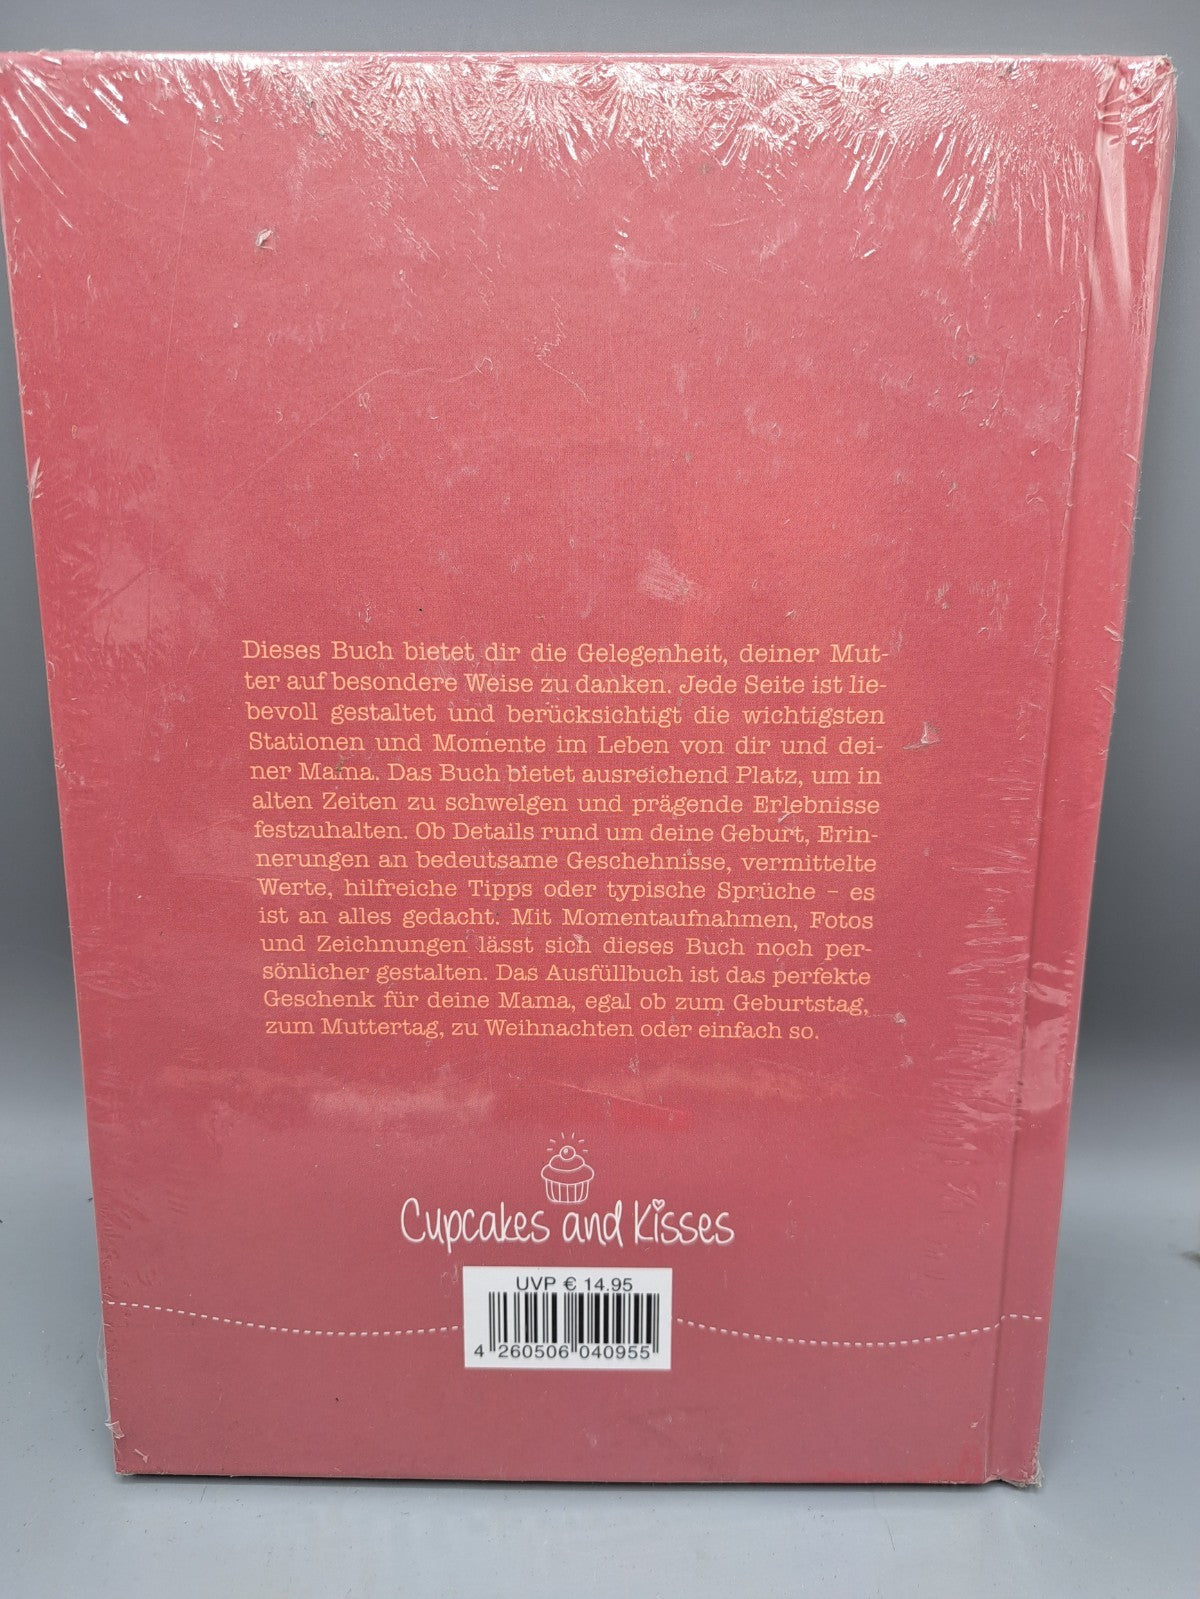 Dieses Buch bietet dir die Gelegenheit, deiner Mut-
ter auf besondere Weise zu danken. Jede Seite ist lie-
bevoll gestaltet und berücksichtigt die wichtigsten
Stationen und Momente im Leben von dir und dei-
ner Mama. Das Buch bietet ausreichend Platz, um in
alten Zeiten zu schwelgen und prägende Erlebnisse
festzuhalten. Ob Details rund um deine Geburt, Erin-
nerungen an bedeutsame Geschehnisse, vermittelte
Werte, hilfreiche Tipps oder typische Sprüche – es
ist an alles gedacht. Mit Momentaufnahmen, Fotos
und Zeichnungen lässt sich dieses Buch noch per-
sönlicher gestalten. Das Ausfüllbuch ist das perfekte
Geschenk für deine Mama, egal ob zum Geburtstag,
zum Muttertag, zu Weihnachten oder einfach so.
Cupcakes and Kisses
UVP € 14.95
4 260506 040955